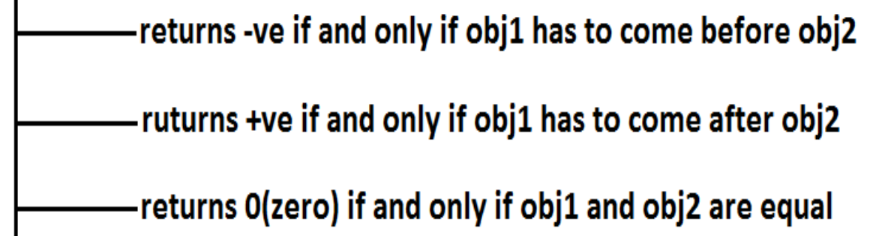 returns -ve if and only if obj1 has to come before obj2
ruturns +ve if and only if obj1 has to come after obj2
returns 0(zero) if and only if obj1 and obj2 are equal